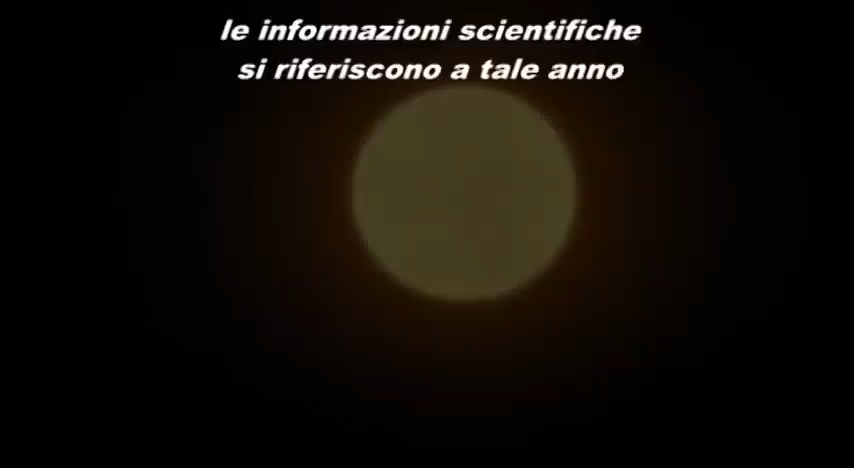 le informazioni scientifiche
si riferiscono a tale anno